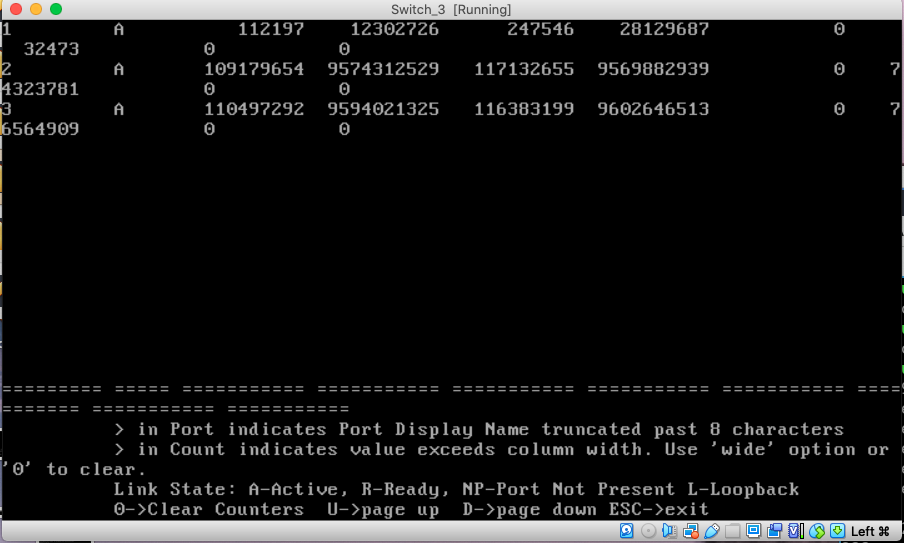 Switch_3 [Running]
1 A 112197 12302726 247546 28129687 0
32473 0 0
2 A 109179654 9574312529 117132655 9569882939 0 7
4323781 0 0
3 A 110497292 9594021325 116383199 9602646513 0 7
6564909 0 0
========= ===== =========== =========== =========== =========== =========== ====
======= =========== ===========
> in Port indicates Port Display Name truncated past 8 characters
> in Count indicates value exceeds column width. Use 'wide' option or
'0' to clear.
Link State: A-Active, R-Ready, NP-Port Not Present L-Loopback
0->Clear Counters U->page up D->page down ESC->exit
Left ⌘